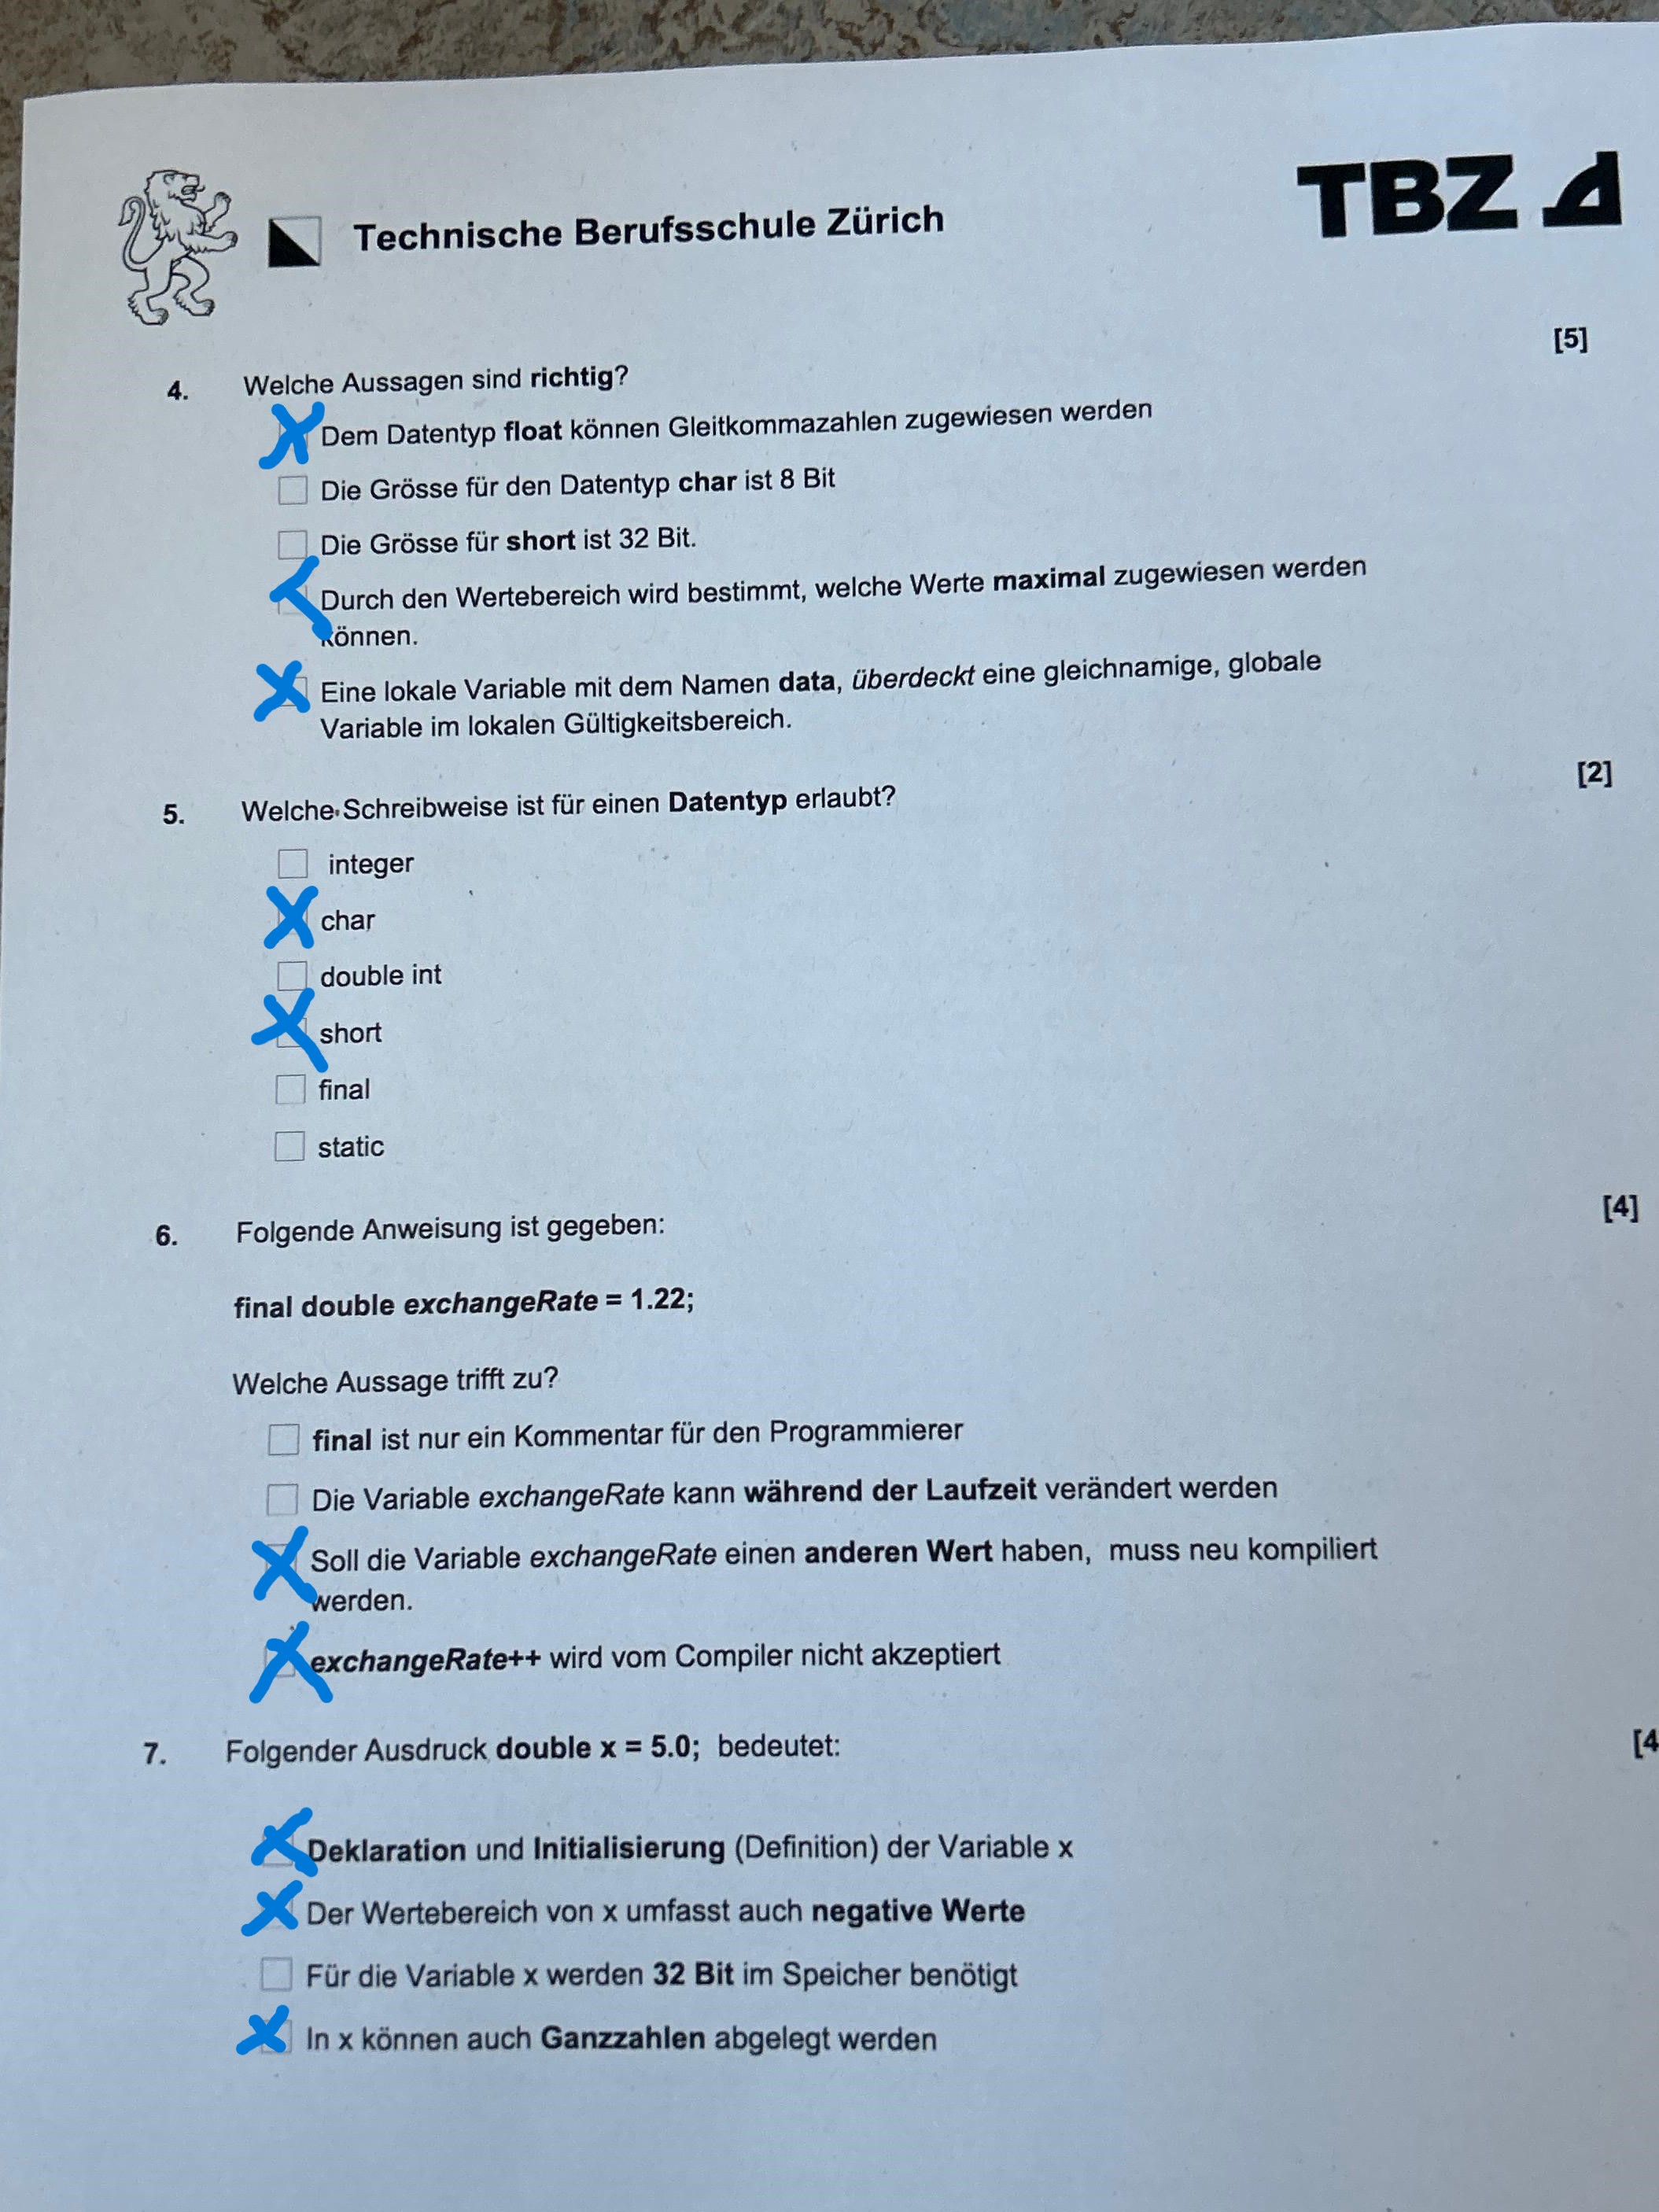 Technische Berufsschule Zürich
TBZ
[5]
4. Welche Aussagen sind richtig?
Dem Datentyp float können Gleitkommazahlen zugewiesen werden
Die Grösse für den Datentyp char ist 8 Bit
Die Grösse für short ist 32 Bit.
Durch den Wertebereich wird bestimmt, welche Werte maximal zugewiesen werden
können.
Eine lokale Variable mit dem Namen data, überdeckt eine gleichnamige, globale
Variable im lokalen Gültigkeitsbereich.
[2]
5. Welche Schreibweise ist für einen Datentyp erlaubt?
integer
char
double int
short
final
static
[4]
6. Folgende Anweisung ist gegeben:
final double exchangeRate = 1.22;
Welche Aussage trifft zu?
final ist nur ein Kommentar für den Programmierer
Die Variable exchangeRate kann während der Laufzeit verändert werden
Soll die Variable exchangeRate einen anderen Wert haben, muss neu kompiliert
werden.
exchangeRate++ wird vom Compiler nicht akzeptiert
[4
7. Folgender Ausdruck double x = 5.0; bedeutet:
Deklaration und Initialisierung (Definition) der Variable x
Der Wertebereich von x umfasst auch negative Werte
Für die Variable x werden 32 Bit im Speicher benötigt
In x können auch Ganzzahlen abgelegt werden